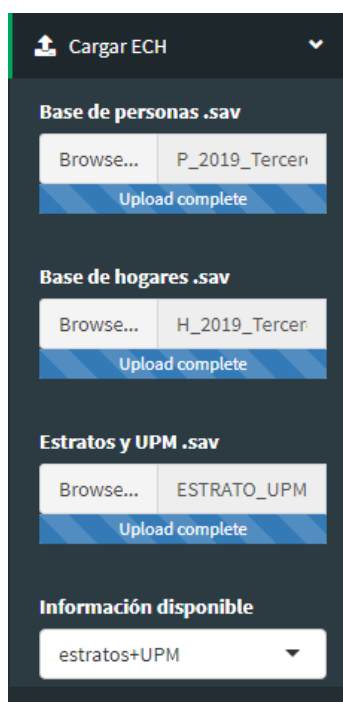 Cargar ECH
Base de personas .sav
Browse... P_2019_Tercer
Upload complete
Base de hogares .sav
Browse... H_2019_Tercer
Upload complete
Estratos y UPM .sav
Browse... ESTRATO_UPM
Upload complete
Información disponible
estratos+UPM